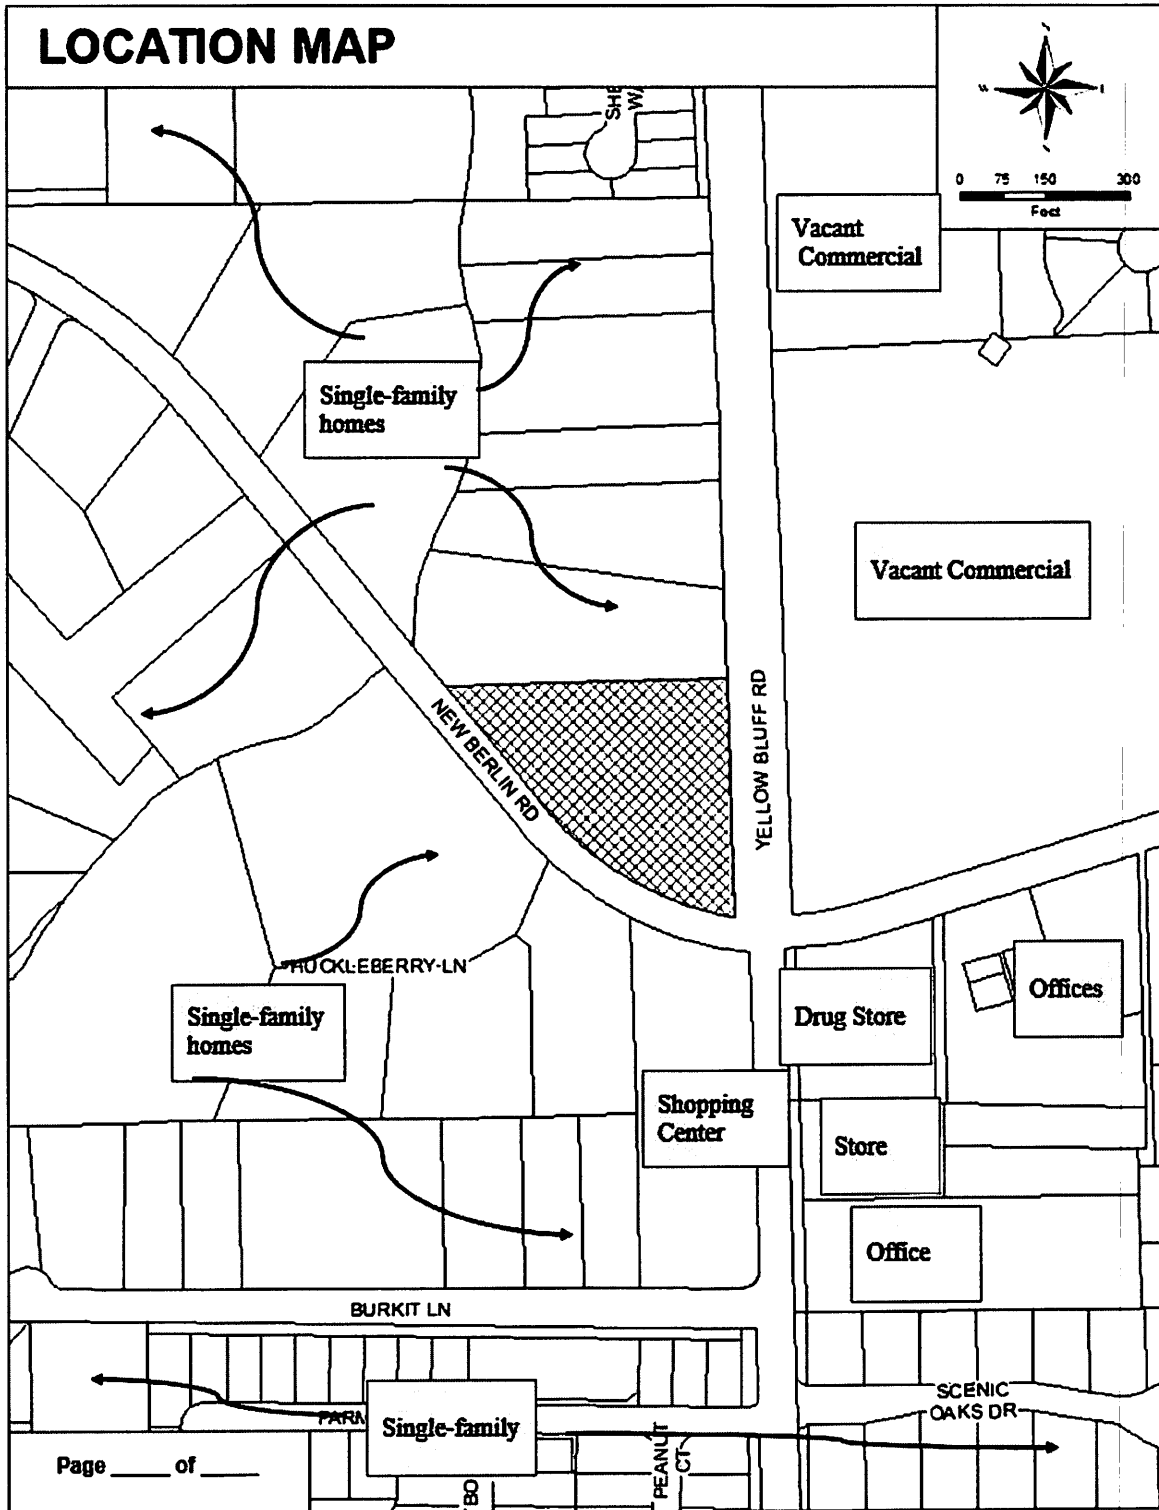 LOCATION MAP
W
0 75 150 300
Feet
SHE
Vacant
Commercial
Single-family
homes
Vacant Commercial
NEW BERLIN RD
YELLOW BLUFF RD
HUCKLEBERRY-LN
Single-family
homes
Drug Store
Offices
Shopping
Center
Store
Office
BURKIT LN
SCENIC
OAKS DR
Single-family
PEANUT
CT
BO
Page ____ of ____